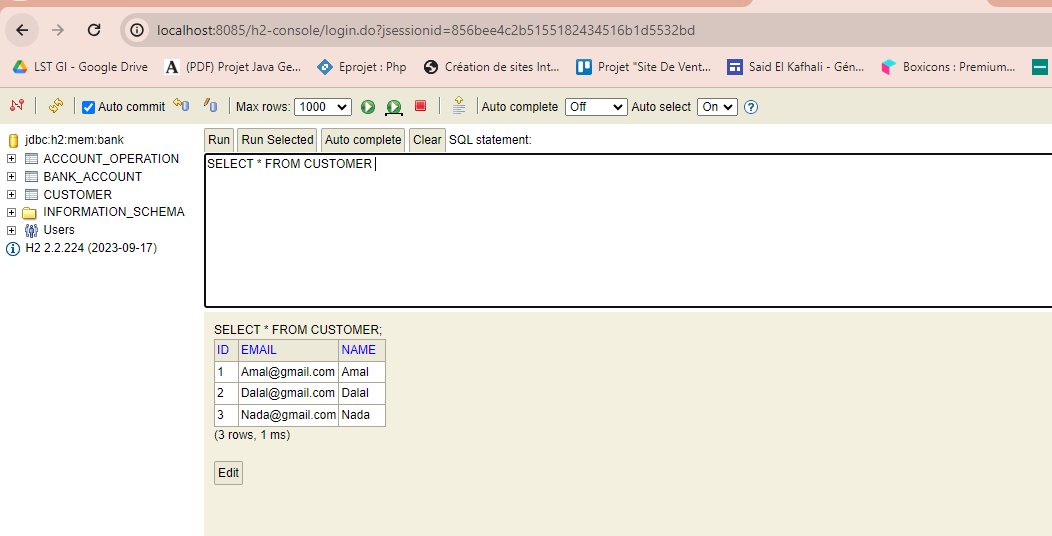 localhost:8085/h2-console/login.do?jsessionid=856bee4c2b5155182434516b1d5532bd
LST GI - Google Drive (PDF) Projet Java Ge... Eprojet : Php Création de sites Int... Projet "Site De Vent... Said El Kafhali - Gén... Boxicons : Premium...
Auto commit Max rows: 1000 Auto complete Off Auto select On
jdbc:h2:mem:bank
ACCOUNT_OPERATION
BANK_ACCOUNT
CUSTOMER
INFORMATION_SCHEMA
Users
H2 2.2.224 (2023-09-17)
Run Run Selected Auto complete Clear SQL statement:
SELECT * FROM CUSTOMER
SELECT * FROM CUSTOMER;
ID EMAIL NAME
1 Amal@gmail.com Amal
2 Dalal@gmail.com Dalal
3 Nada@gmail.com Nada
(3 rows, 1 ms)
Edit